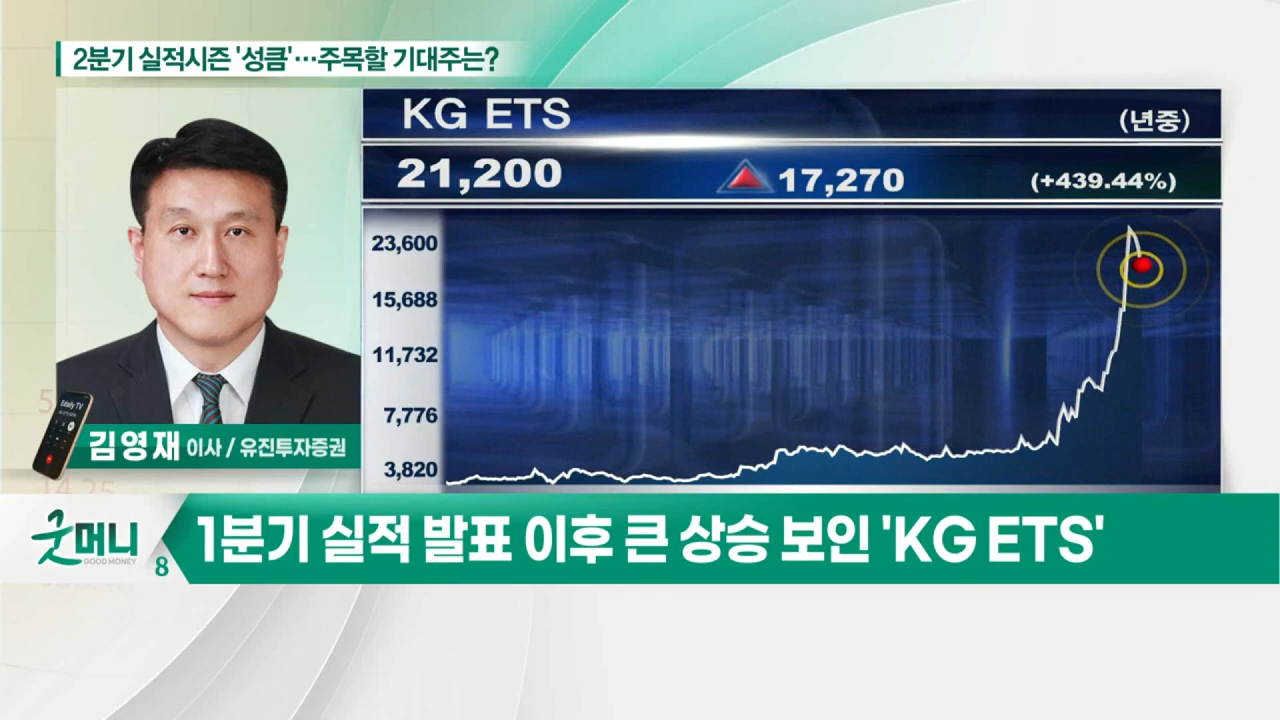 2분기 실적시즌 '성큼'…주목할 기대주는?
KG ETS
(년중)
21,200
17,270
(+439.44%)
23,600
15,688
11,732
7,776
3,820
Edaily TV
김영재 이사 / 유진투자증권
굿머니
GOOD MONEY
8
1분기 실적 발표 이후 큰 상승 보인 'KG ETS'